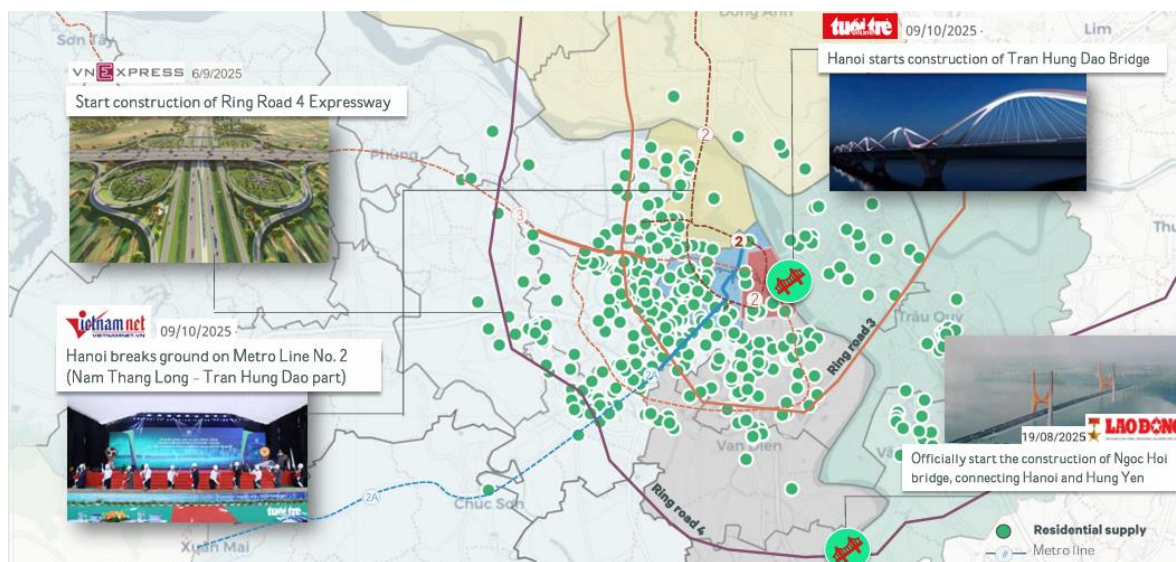 Sơn Tây
Đông Anh
Lim
VNEXPRESS 6/9/2025
Start construction of Ring Road 4 Expressway
tuổi trẻ 09/10/2025
Hanoi starts construction of Tran Hung Dao Bridge
Phùng
2
3
2
2
Trâu Quỳ
Ring road 3
Vietnamnet 09/10/2025
Hanoi breaks ground on Metro Line No. 2
(Nam Thang Long – Tran Hung Dao part)
tuổi trẻ
2A
Văn Điển
19/08/2025 LAO ĐỘNG
Officially start the construction of Ngoc Hoi
bridge, connecting Hanoi and Hung Yen
2A
Chúc Sơn
Ring road 4
Xuân Mai
Residential supply
Metro line